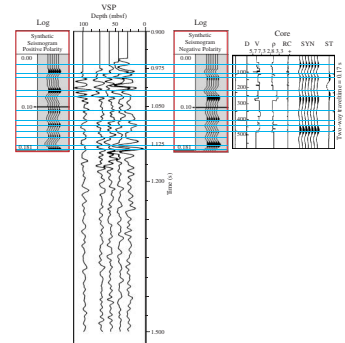 Log
Synthetic
Seismogram
Positive Polarity
0.00
0.10
0.181
VSP
Depth (mbsf)
100
50
0
0.900
0.975
1.050
1.125
1.200
1.500
Time (s)
Log
Synthetic
Seismogram
Negative Polarity
0.00
0.10
0.181
Core
D V ρ RC SYN ST
Two-way traveltime = 0.17 s